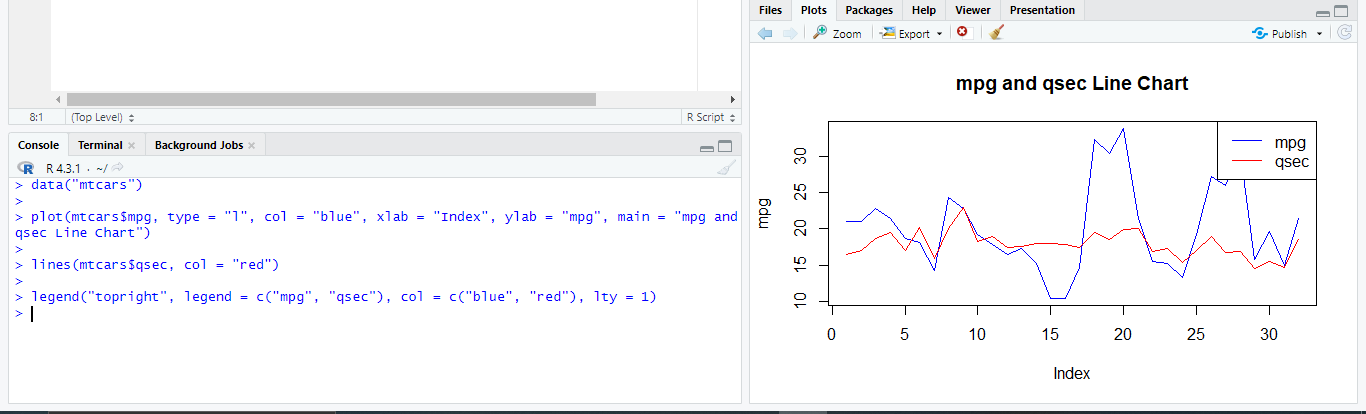 8:1 (Top Level) R Script
Console Terminal Background Jobs
R 4.3.1 · ~/
> data("mtcars")
>
> plot(mtcars$mpg, type = "l", col = "blue", xlab = "Index", ylab = "mpg", main = "mpg and
qsec Line Chart")
>
> lines(mtcars$qsec, col = "red")
>
> legend("topright", legend = c("mpg", "qsec"), col = c("blue", "red"), lty = 1)
>
Files Plots Packages Help Viewer Presentation
Zoom Export Publish
mpg and qsec Line Chart
mpg
qsec
mpg
30
25
20
15
10
0 5 10 15 20 25 30
Index